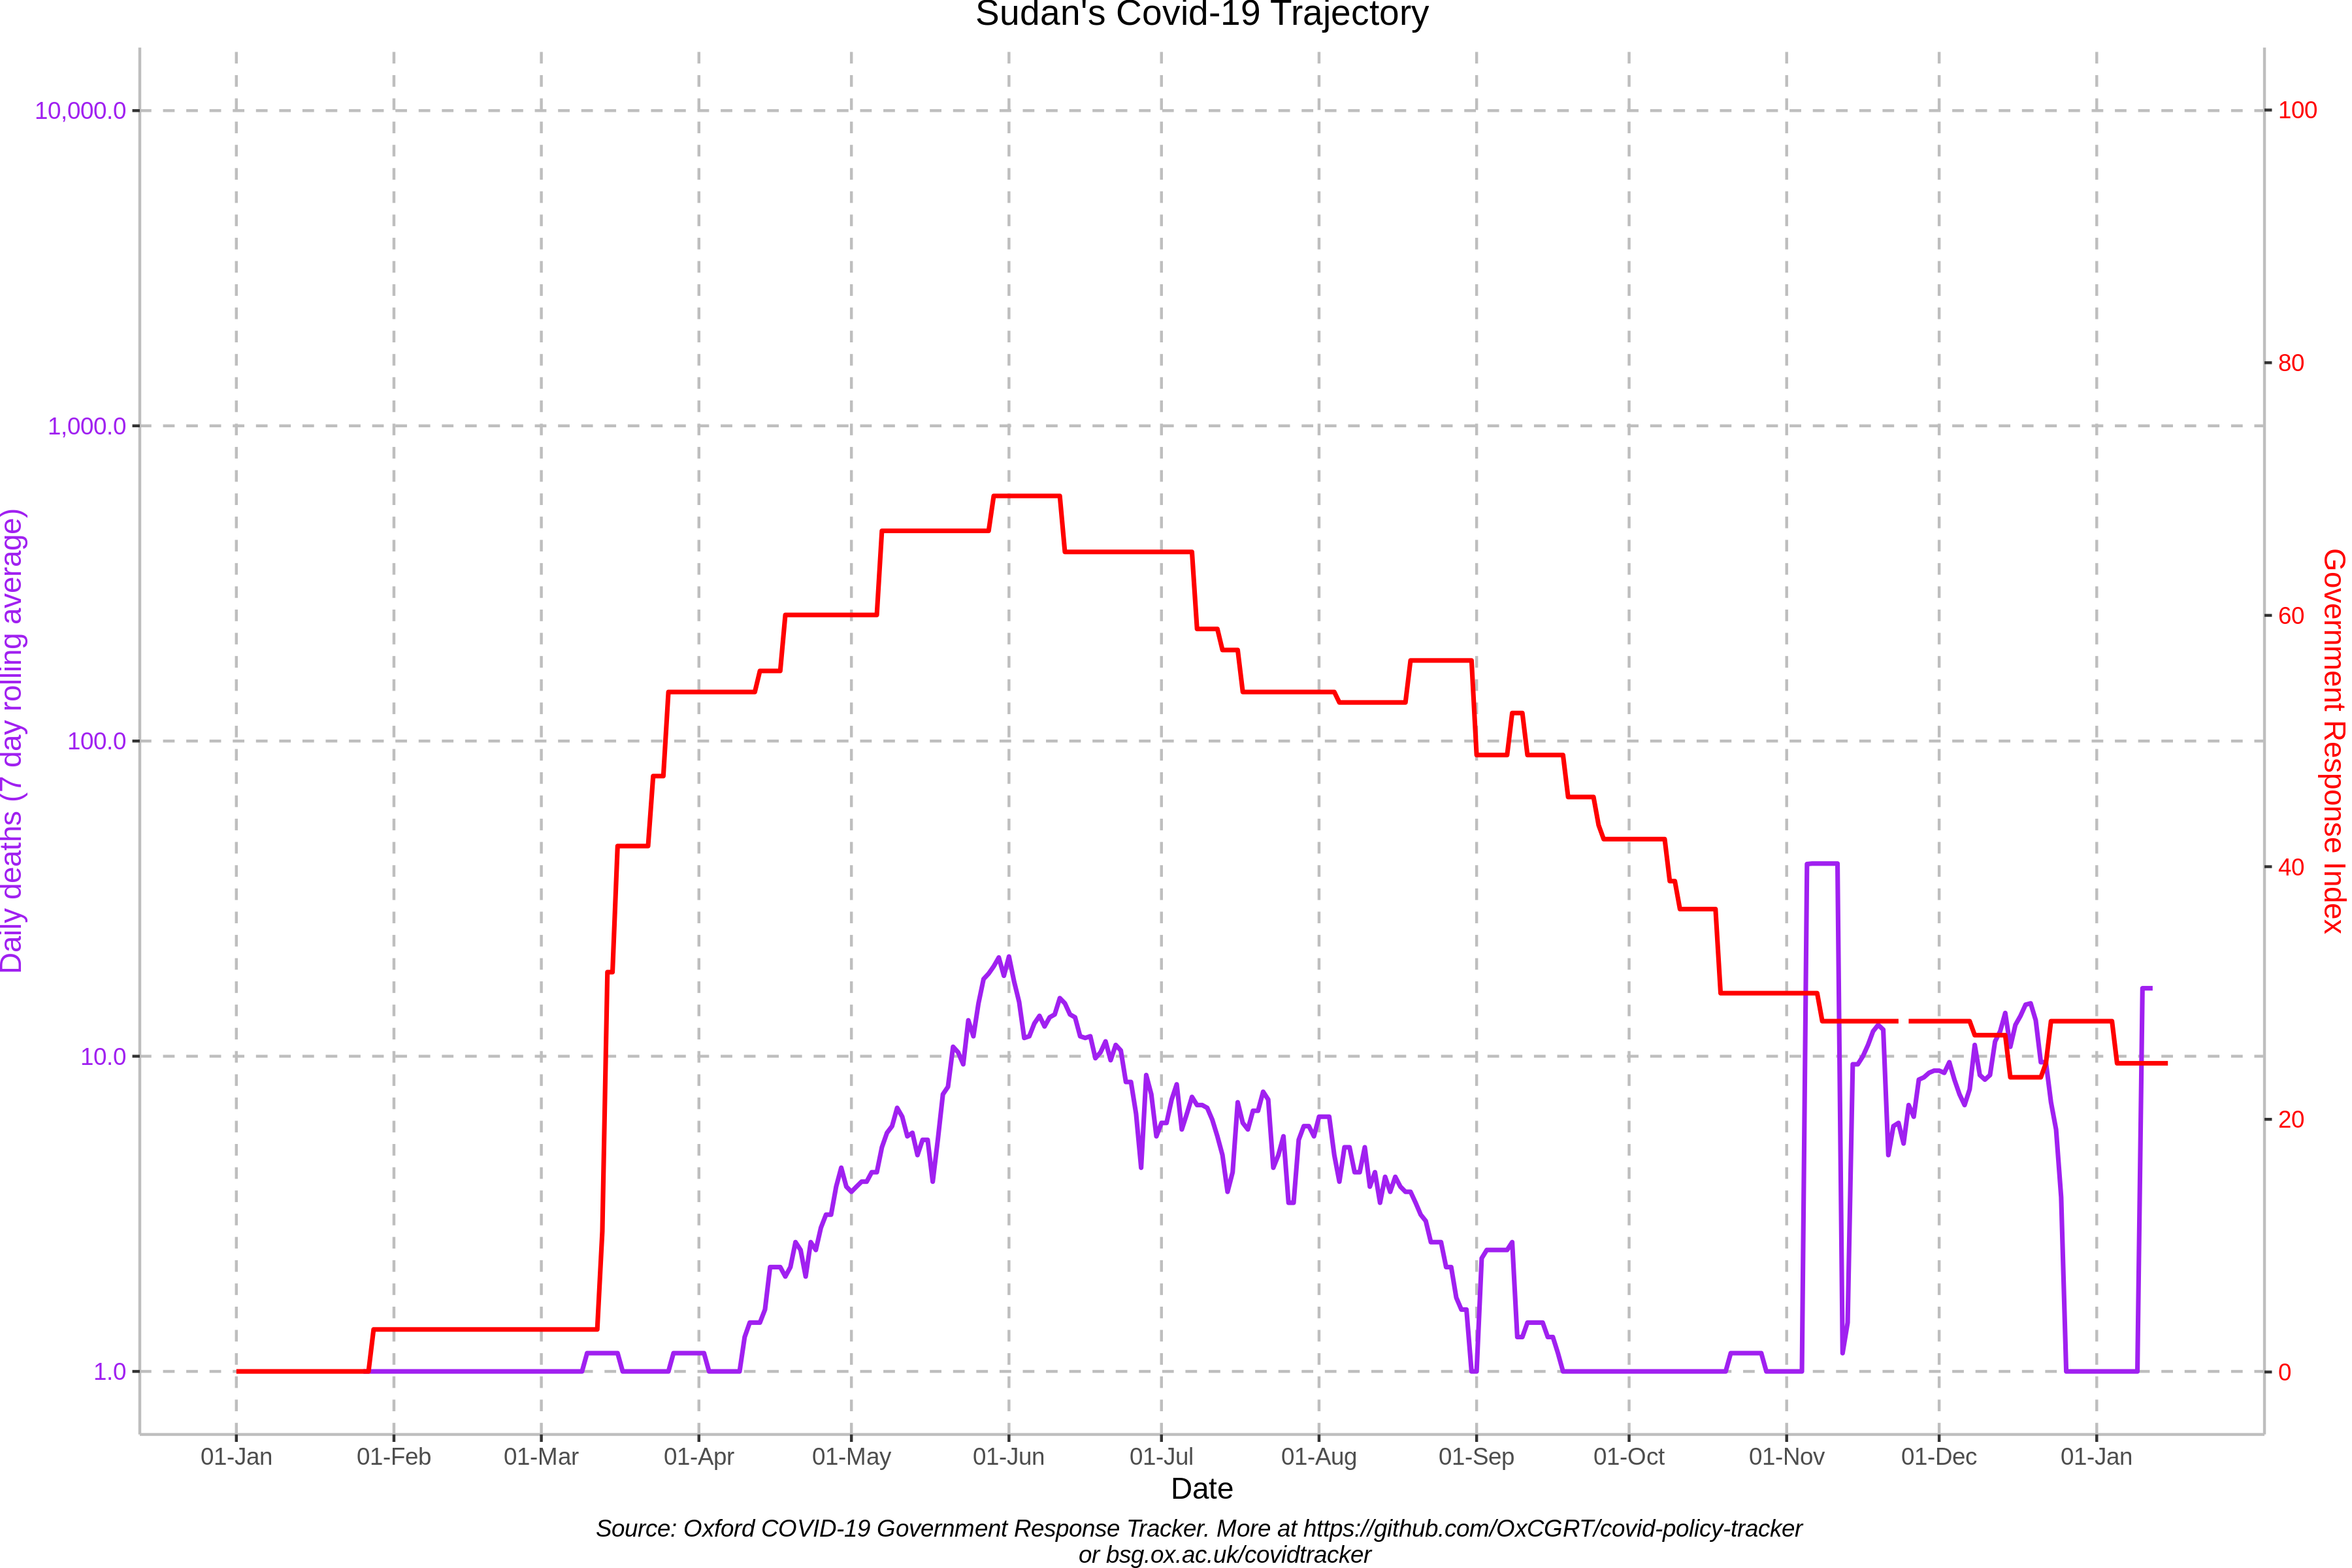 Sudan's Covid-19 Trajectory
10,000.0
1,000.0
100.0
10.0
1.0
Daily deaths (7 day rolling average)
100
80
60
40
20
0
Government Response Index
01-Jan 01-Feb 01-Mar 01-Apr 01-May 01-Jun 01-Jul 01-Aug 01-Sep 01-Oct 01-Nov 01-Dec 01-Jan
Date
Source: Oxford COVID-19 Government Response Tracker. More at https://github.com/OxCGRT/covid-policy-tracker
or bsg.ox.ac.uk/covidtracker